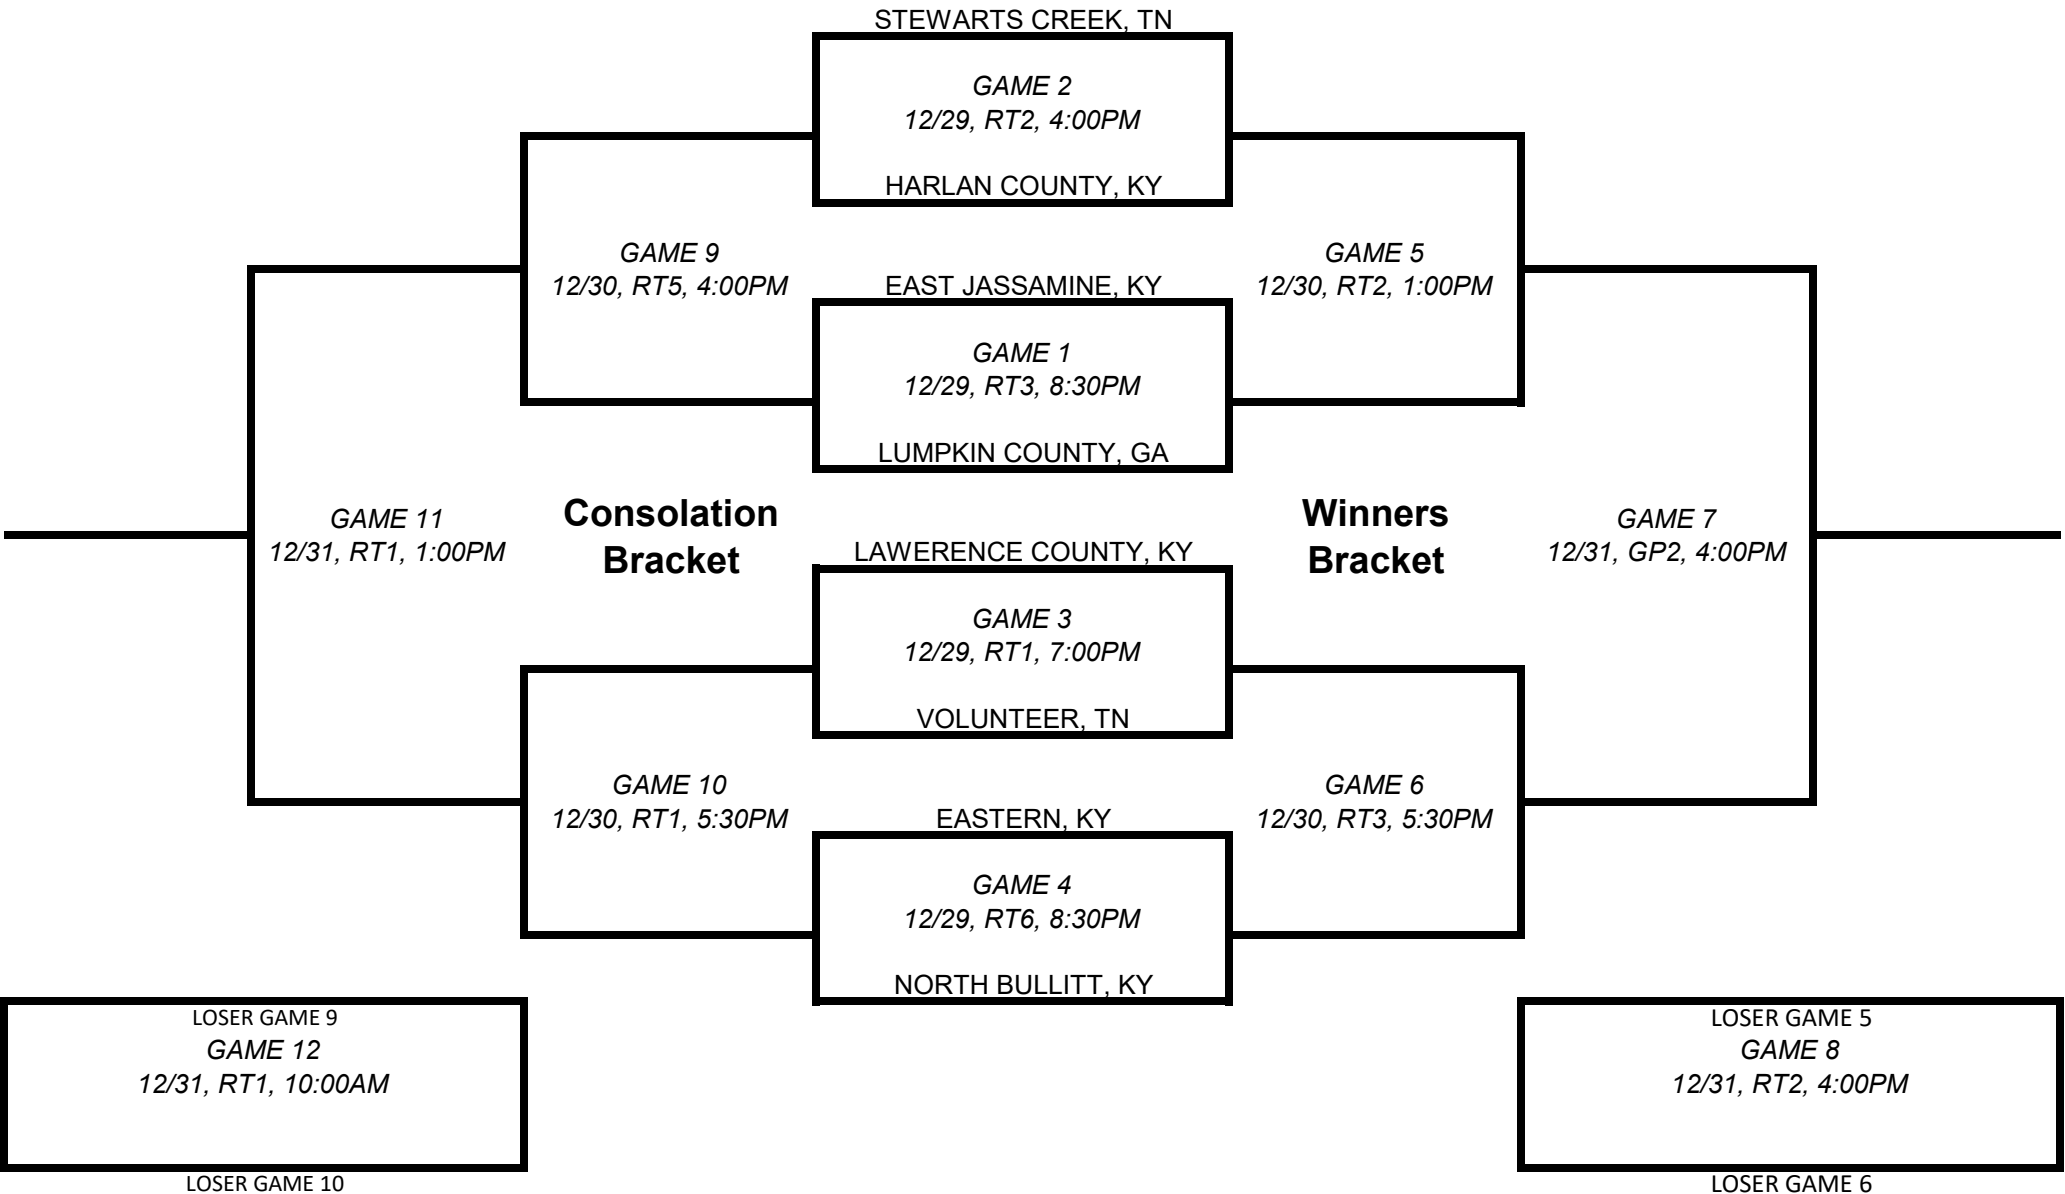 STEWARTS CREEK, TN
GAME 2
12/29, RT2, 4:00PM
HARLAN COUNTY, KY
GAME 9
12/30, RT5, 4:00PM
GAME 5
12/30, RT2, 1:00PM
EAST JASSAMINE, KY
GAME 1
12/29, RT3, 8:30PM
LUMPKIN COUNTY, GA
GAME 11
12/31, RT1, 1:00PM
Consolation
Bracket
Winners
Bracket
GAME 7
12/31, GP2, 4:00PM
LAWERENCE COUNTY, KY
GAME 3
12/29, RT1, 7:00PM
VOLUNTEER, TN
GAME 10
12/30, RT1, 5:30PM
GAME 6
12/30, RT3, 5:30PM
EASTERN, KY
GAME 4
12/29, RT6, 8:30PM
NORTH BULLITT, KY
LOSER GAME 9
GAME 12
12/31, RT1, 10:00AM
LOSER GAME 10
LOSER GAME 5
GAME 8
12/31, RT2, 4:00PM
LOSER GAME 6